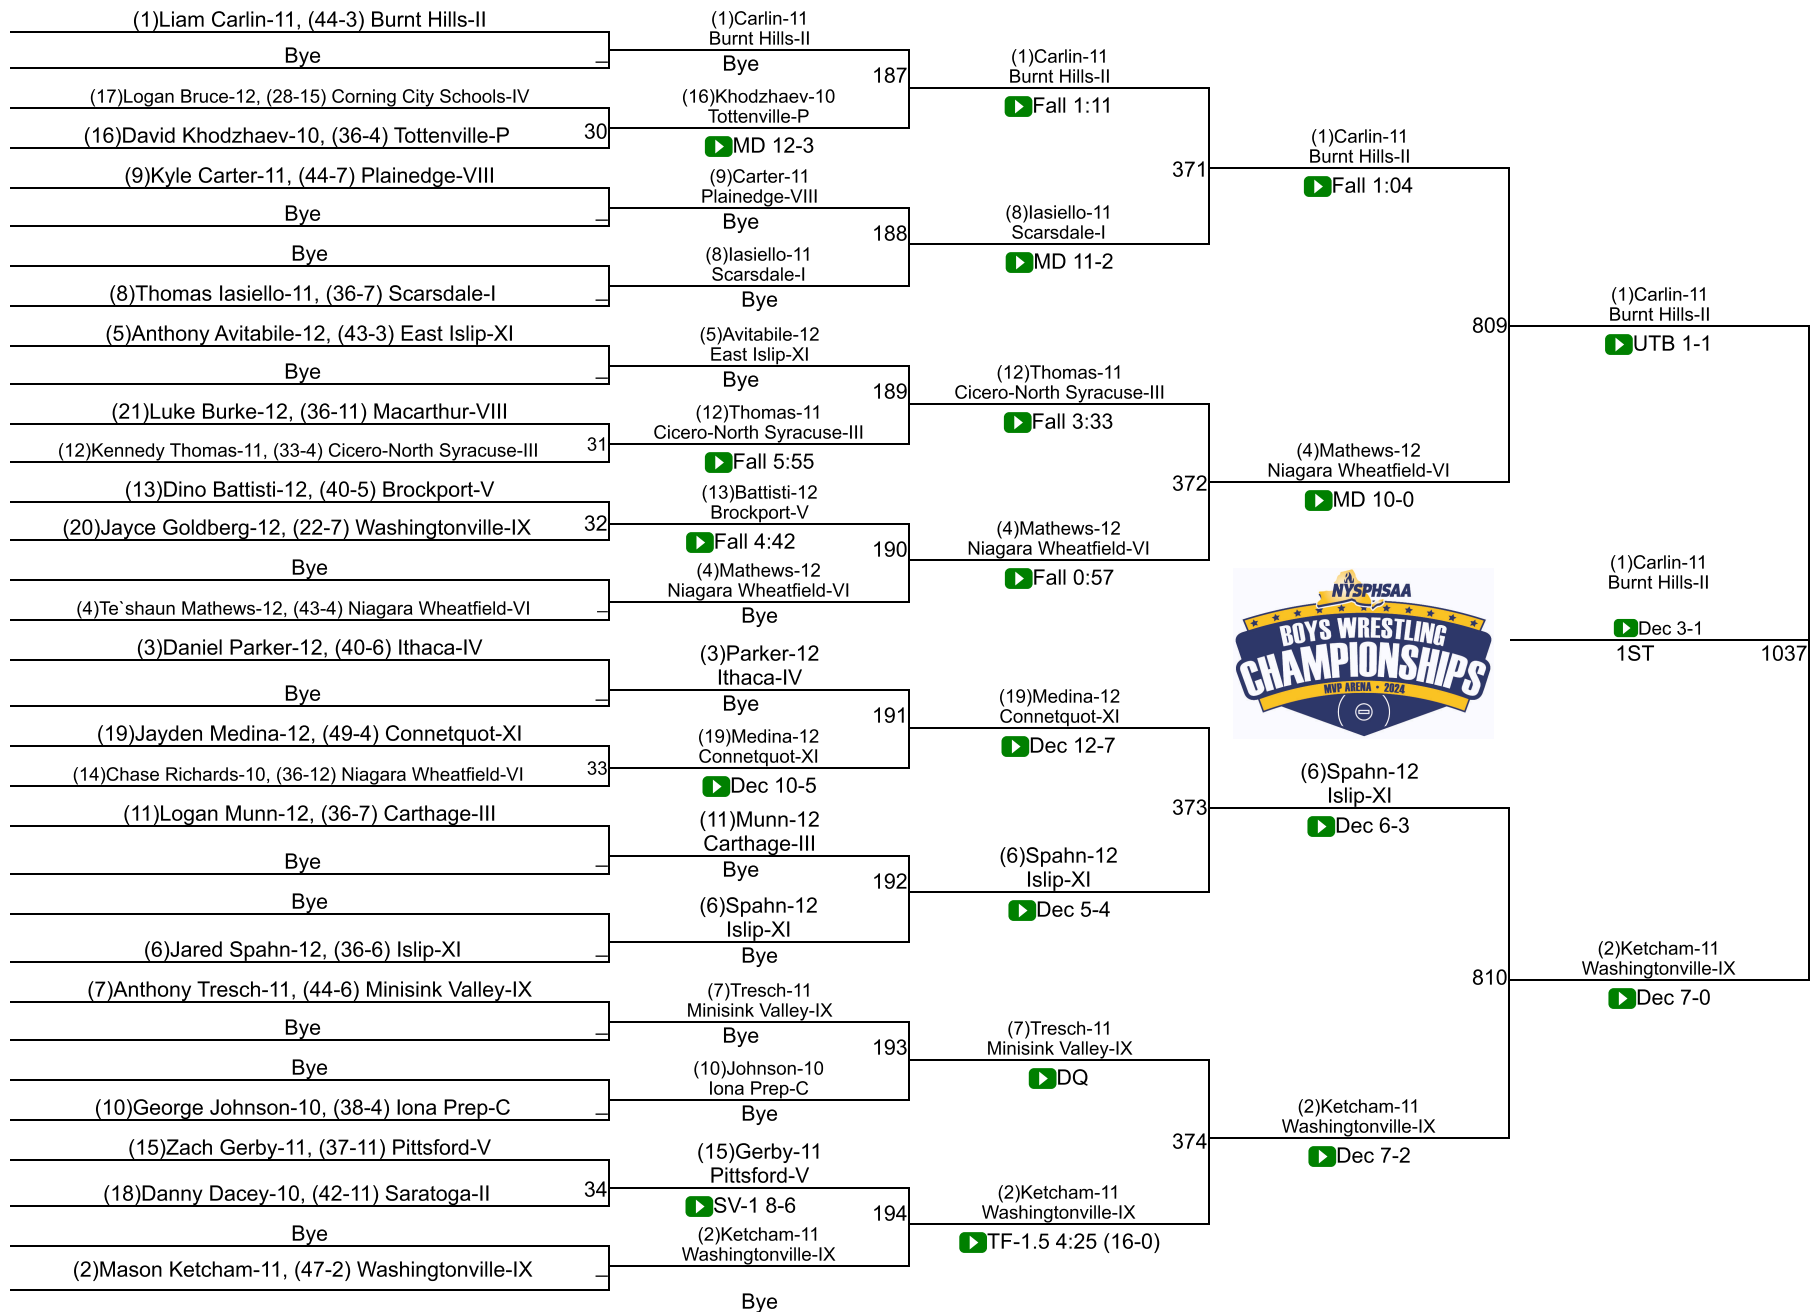 (1)Liam Carlin-11, (44-3) Burnt Hills-II
Bye
(17)Logan Bruce-12, (28-15) Corning City Schools-IV
(16)David Khodzhaev-10, (36-4) Tottenville-P
30
(9)Kyle Carter-11, (44-7) Plainedge-VIII
Bye
Bye
(8)Thomas Iasiello-11, (36-7) Scarsdale-I
(5)Anthony Avitabile-12, (43-3) East Islip-XI
Bye
(21)Luke Burke-12, (36-11) Macarthur-VIII
(12)Kennedy Thomas-11, (33-4) Cicero-North Syracuse-III
31
(13)Dino Battisti-12, (40-5) Brockport-V
(20)Jayce Goldberg-12, (22-7) Washingtonville-IX
32
Bye
(4)Te`shaun Mathews-12, (43-4) Niagara Wheatfield-VI
(3)Daniel Parker-12, (40-6) Ithaca-IV
Bye
(19)Jayden Medina-12, (49-4) Connetquot-XI
(14)Chase Richards-10, (36-12) Niagara Wheatfield-VI
33
(11)Logan Munn-12, (36-7) Carthage-III
Bye
Bye
(6)Jared Spahn-12, (36-6) Islip-XI
(7)Anthony Tresch-11, (44-6) Minisink Valley-IX
Bye
Bye
(10)George Johnson-10, (38-4) Iona Prep-C
(15)Zach Gerby-11, (37-11) Pittsford-V
(18)Danny Dacey-10, (42-11) Saratoga-II
34
Bye
(2)Mason Ketcham-11, (47-2) Washingtonville-IX
(1)Carlin-11
Burnt Hills-II
Bye
187
(16)Khodzhaev-10
Tottenville-P
MD 12-3
(9)Carter-11
Plainedge-VIII
Bye
188
(8)Iasiello-11
Scarsdale-I
Bye
(5)Avitabile-12
East Islip-XI
Bye
189
(12)Thomas-11
Cicero-North Syracuse-III
Fall 5:55
(13)Battisti-12
Brockport-V
Fall 4:42
190
(4)Mathews-12
Niagara Wheatfield-VI
Bye
(3)Parker-12
Ithaca-IV
Bye
191
(19)Medina-12
Connetquot-XI
Dec 10-5
(11)Munn-12
Carthage-III
Bye
192
(6)Spahn-12
Islip-XI
Bye
(7)Tresch-11
Minisink Valley-IX
Bye
193
(10)Johnson-10
Iona Prep-C
Bye
(15)Gerby-11
Pittsford-V
SV-1 8-6
194
(2)Ketcham-11
Washingtonville-IX
Bye
(1)Carlin-11
Burnt Hills-II
Fall 1:11
371
(8)Iasiello-11
Scarsdale-I
MD 11-2
(12)Thomas-11
Cicero-North Syracuse-III
Fall 3:33
372
(4)Mathews-12
Niagara Wheatfield-VI
Fall 0:57
(19)Medina-12
Connetquot-XI
Dec 12-7
373
(6)Spahn-12
Islip-XI
Dec 5-4
(7)Tresch-11
Minisink Valley-IX
DQ
374
(2)Ketcham-11
Washingtonville-IX
TF-1.5 4:25 (16-0)
(1)Carlin-11
Burnt Hills-II
Fall 1:04
809
(4)Mathews-12
Niagara Wheatfield-VI
MD 10-0
NYSPHSAA
BOYS WRESTLING
CHAMPIONSHIPS
MVP ARENA • 2024
(6)Spahn-12
Islip-XI
Dec 6-3
810
(2)Ketcham-11
Washingtonville-IX
Dec 7-2
(1)Carlin-11
Burnt Hills-II
UTB 1-1
(1)Carlin-11
Burnt Hills-II
Dec 3-1
1ST
1037
(2)Ketcham-11
Washingtonville-IX
Dec 7-0